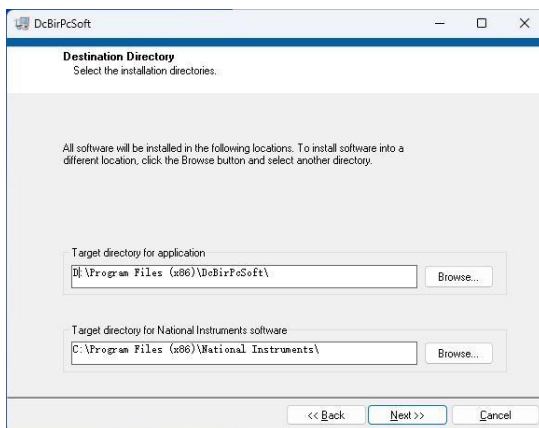 DcBirPcSoft
Destination Directory
Select the installation directories.
All software will be installed in the following locations. To install software into a
different location, click the Browse button and select another directory.
Target directory for application
D:\Program Files (x86)\DcBirPcSoft\
Browse...
Target directory for National Instruments software
C:\Program Files (x86)\National Instruments\
Browse...
<< Back
Next >>
Cancel